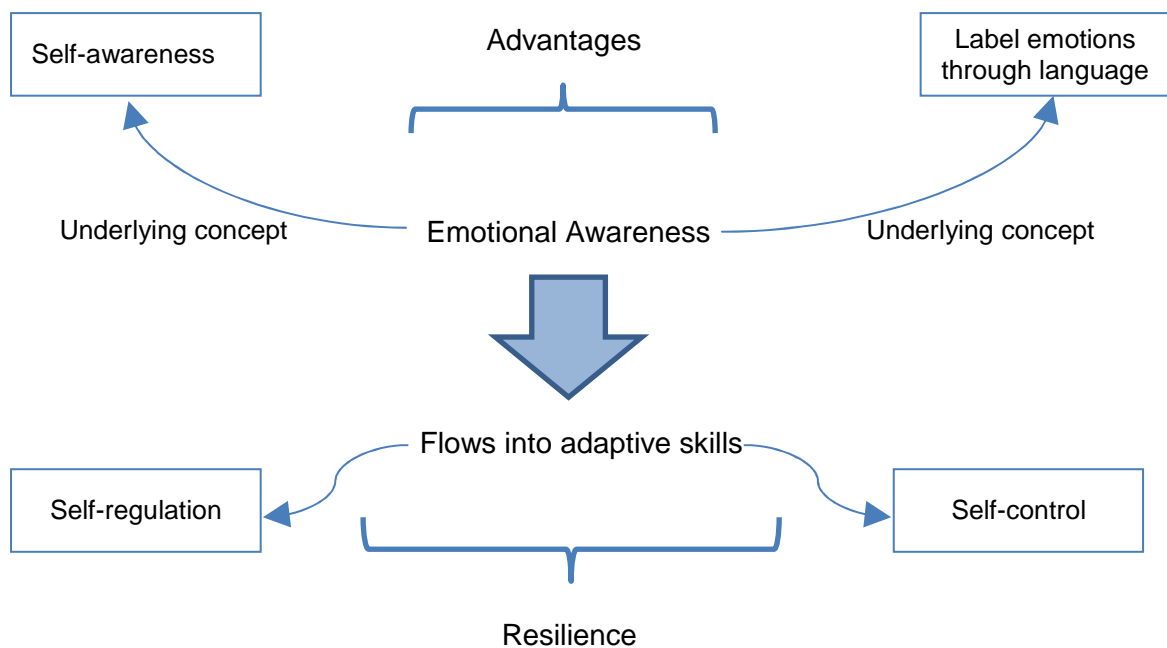 Self-awareness
Advantages
Label emotions
through language
Underlying concept
Emotional Awareness
Underlying concept
Flows into adaptive skills
Self-regulation
Self-control
Resilience